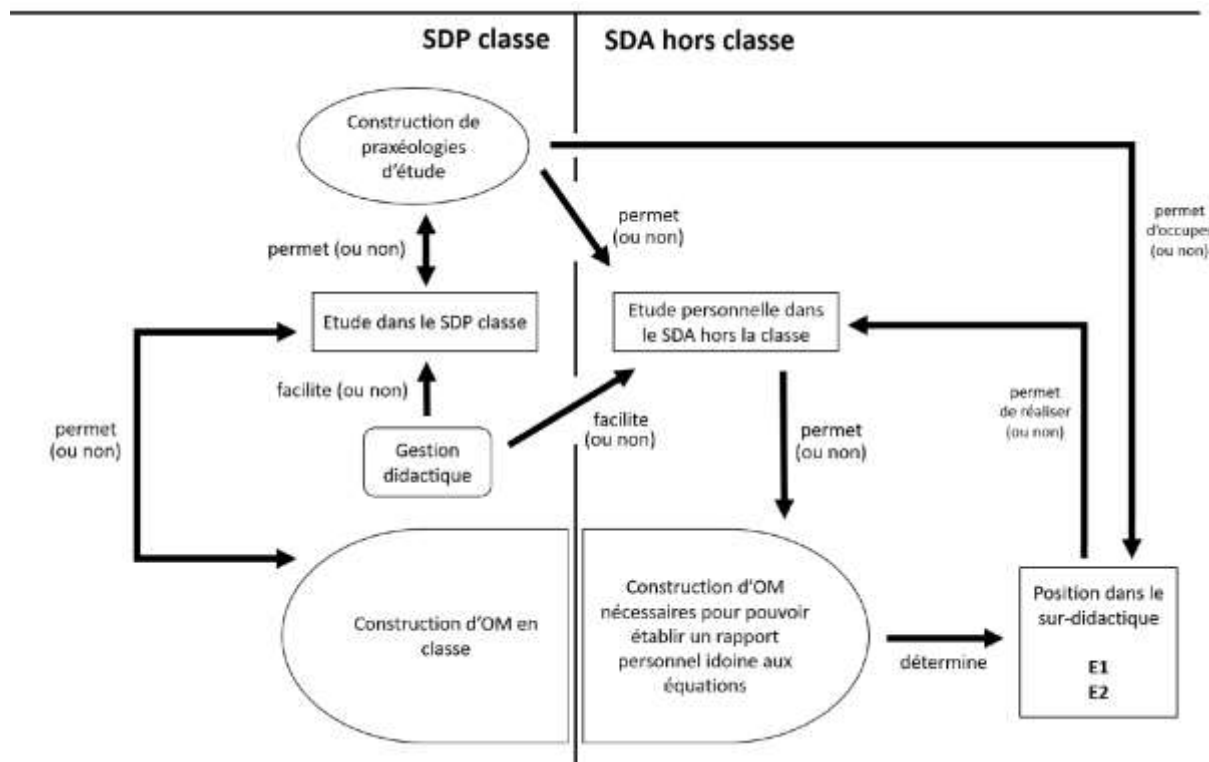 SDP classe
SDA hors classe
Construction de
praxéologies
d'étude
permet
(ou non)
permet
d'occuper
(ou non)
permet (ou non)
Etude dans le SDP classe
Etude personnelle dans
le SDA hors la classe
facilite (ou non)
facilite
(ou non)
permet
(ou non)
permet
(ou non)
permet
de réaliser
(ou non)
Gestion
didactique
Construction d'OM en
classe
Construction d'OM
nécessaires pour pouvoir
établir un rapport
personnel idoine aux
équations
détermine
Position dans le
sur-didactique
E1
E2